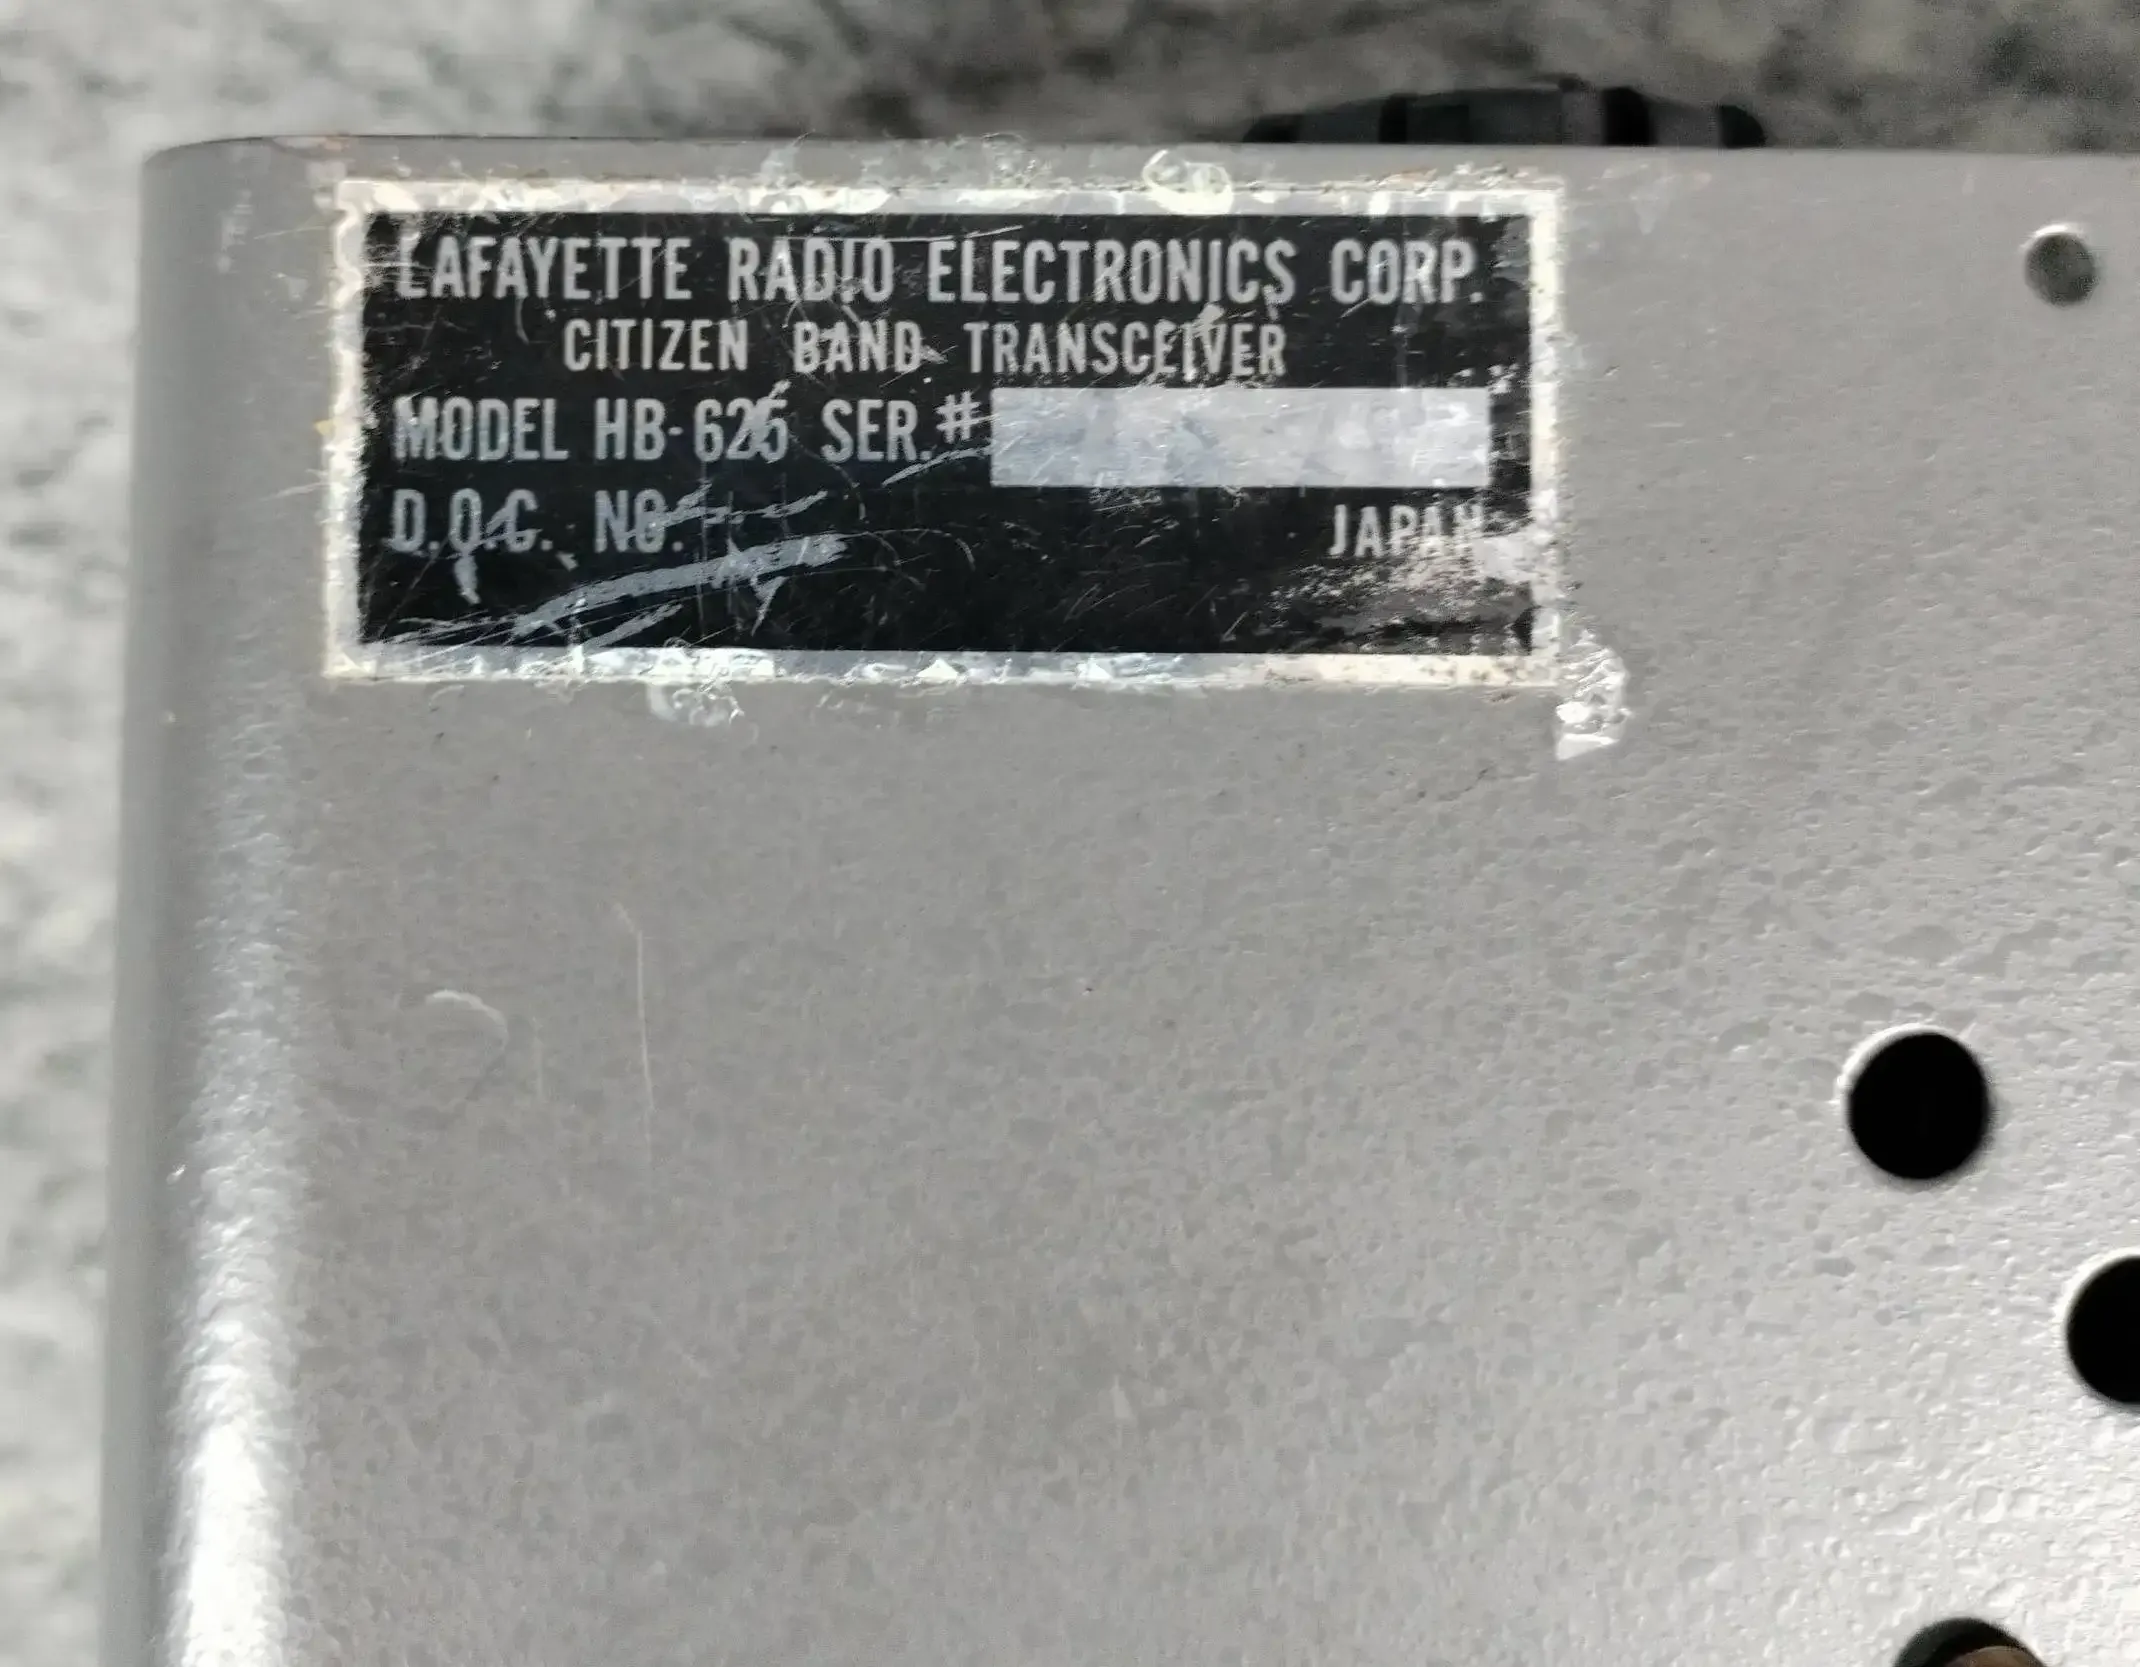 LAFAYETTE RADIO ELECTRONICS CORP.
CITIZEN BAND TRANSCEIVER
MODEL HB-625 SER.#
D.O.C. NO.
JAPAN